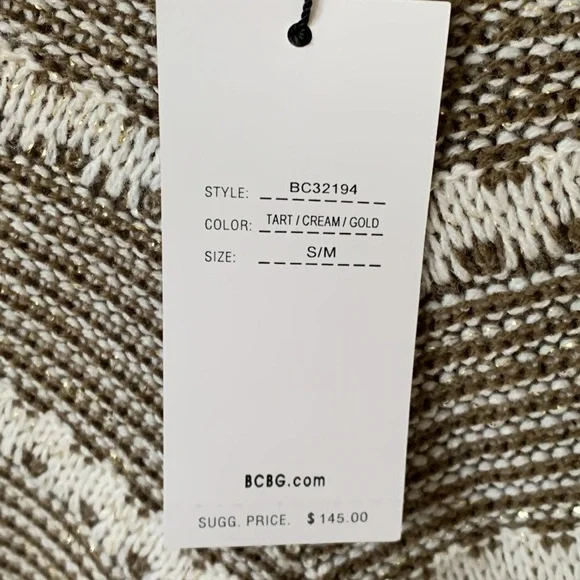 STYLE: BC32194
COLOR: TART / CREAM / GOLD
SIZE: S/M
BCBG.com
SUGG. PRICE. $ 145.00